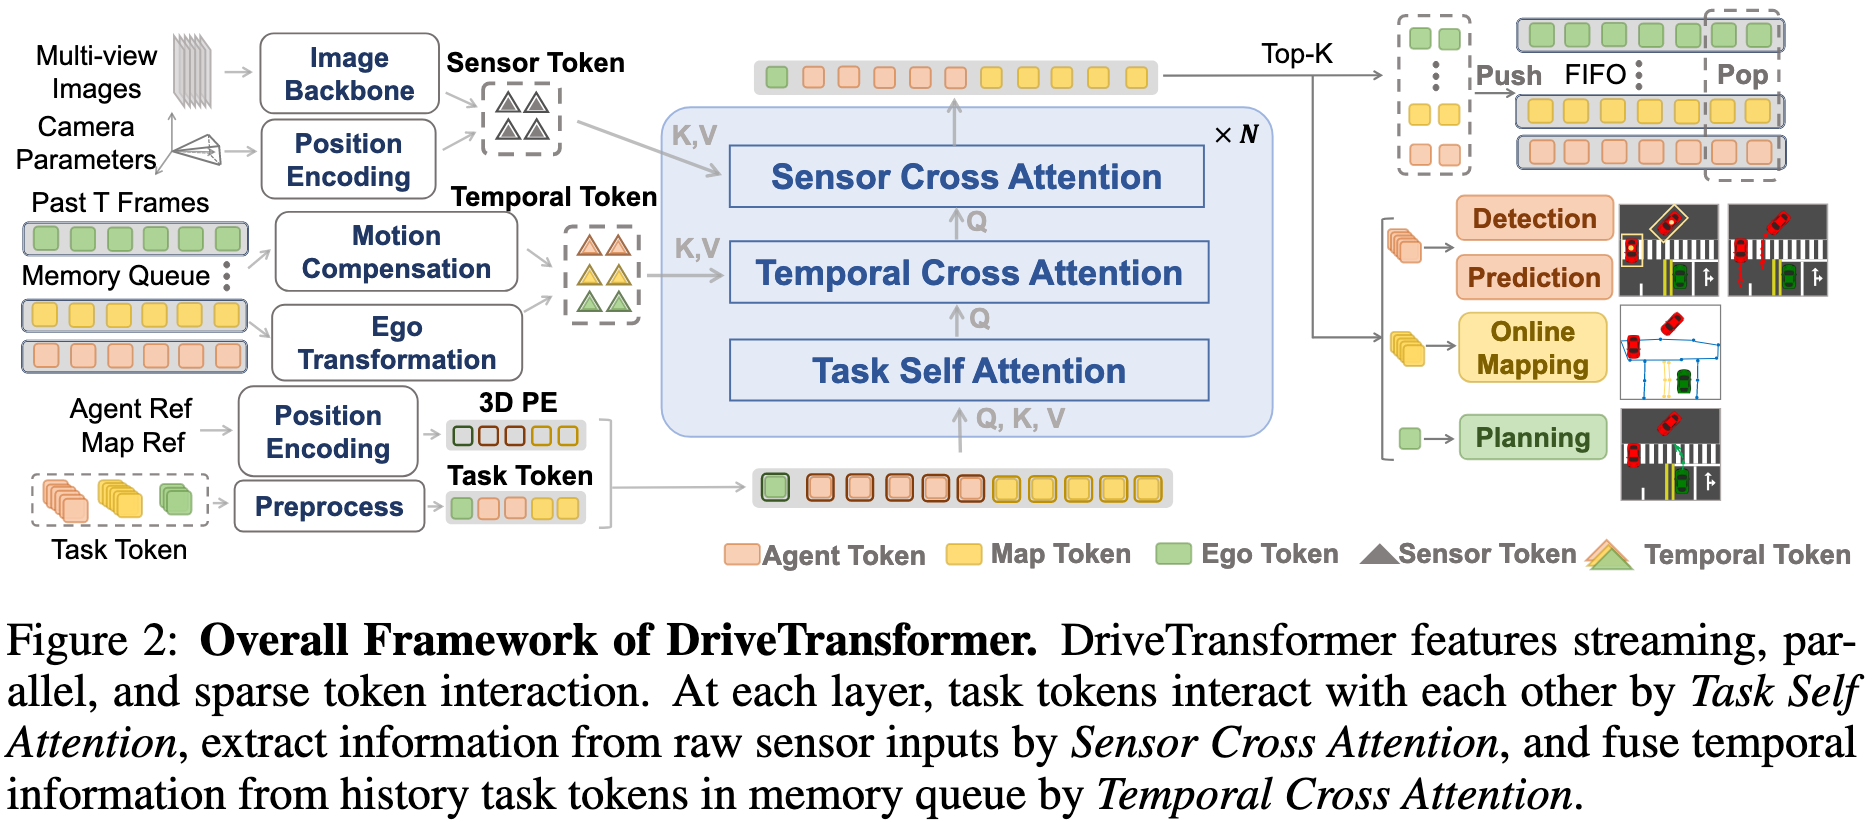 Multi-view
Images
Image
Backbone
Sensor Token
Camera
Parameters
Position
Encoding
Past T Frames
Temporal Token
Motion
Compensation
Memory Queue
Ego
Transformation
Agent Ref
Map Ref
Position
Encoding
3D PE
Task Token
Preprocess
Task Token
K,V
× N
Sensor Cross Attention
Q
K,V
Temporal Cross Attention
Q
Task Self Attention
Q, K, V
Top-K
Push
FIFO
Pop
Detection
Prediction
Online
Mapping
Planning
Agent Token
Map Token
Ego Token
Sensor Token
Temporal Token
Figure 2: Overall Framework of DriveTransformer. DriveTransformer features streaming, par-
allel, and sparse token interaction. At each layer, task tokens interact with each other by Task Self
Attention, extract information from raw sensor inputs by Sensor Cross Attention, and fuse temporal
information from history task tokens in memory queue by Temporal Cross Attention.